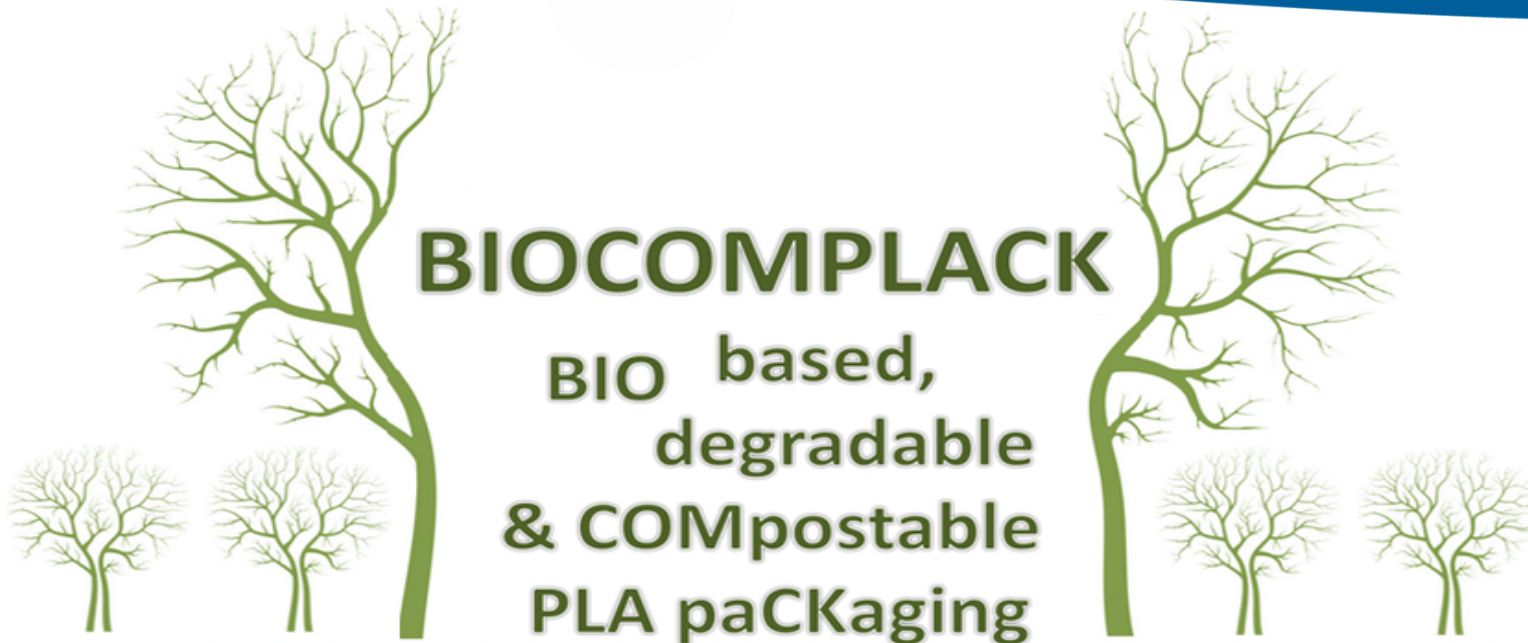 BIOCOMPLACK
BIO based,
degradable
& COMpostable
PLA paCKaging